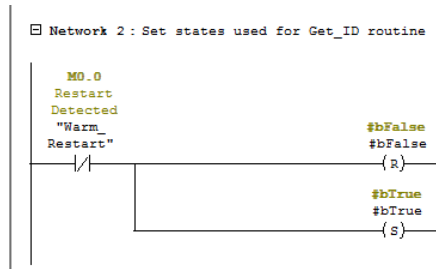 Network 2 : Set states used for Get_ID routine
M0.0
Restart
Detected
"Warm_
Restart"
#bFalse
#bFalse
R
#bTrue
#bTrue
S